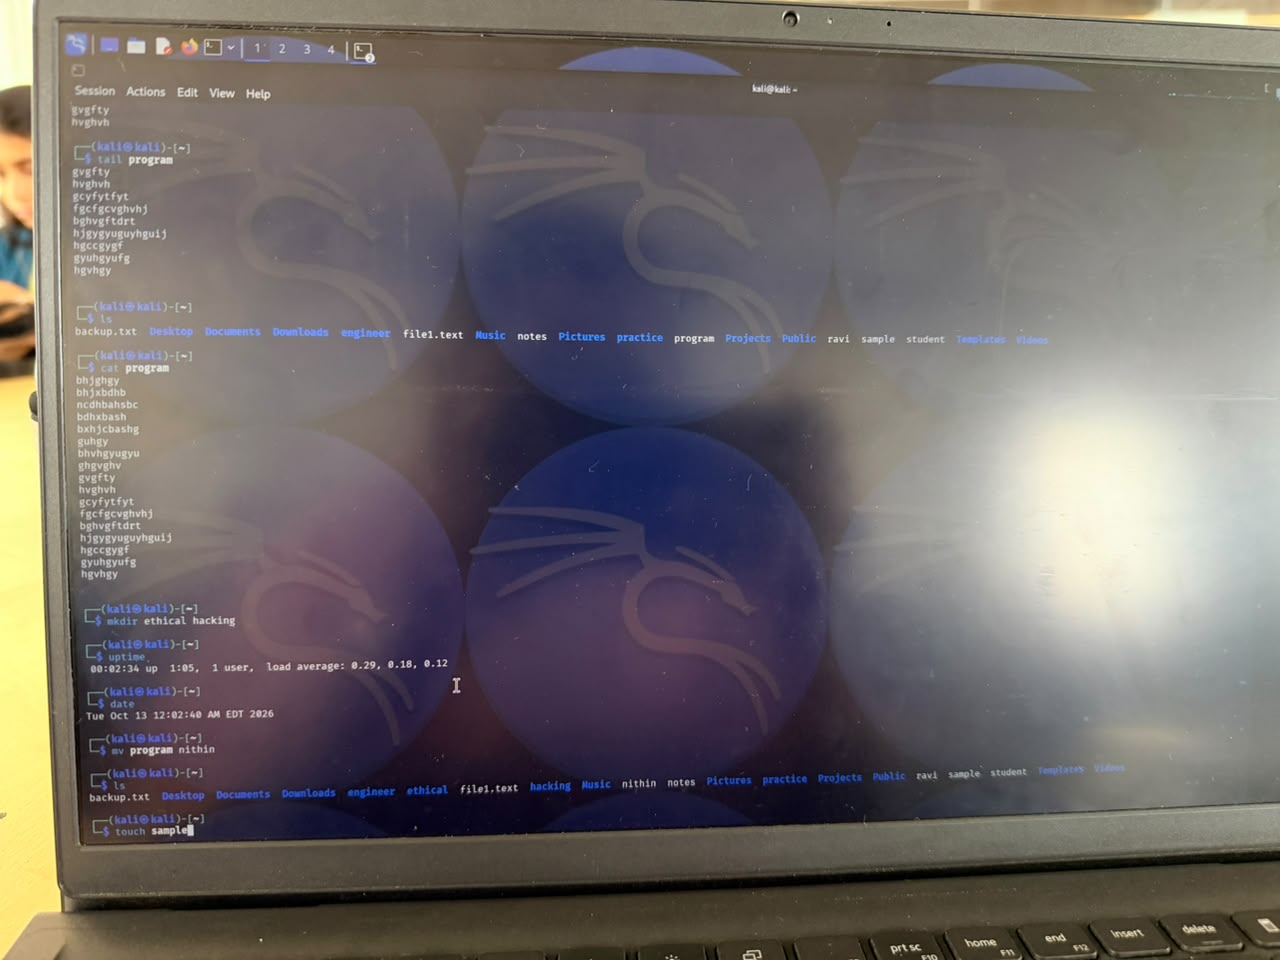 1 2 3 4
Session Actions Edit View Help
kali@kali: ~
gvgfty
hvghvh
┌──(kali㉿kali)-[~]
└─$ tail program
gvgfty
hvghvh
gcyfytfyt
fgcfgcvghvhj
bghvgftdrt
hjgygyuguyhguij
hgccgygf
gyuhgyufg
hgvhgy
┌──(kali㉿kali)-[~]
└─$ ls
backup.txt Desktop Documents Downloads engineer file1.text Music notes Pictures practice program Projects Public ravi sample student Templates Videos
┌──(kali㉿kali)-[~]
└─$ cat program
bhjghgy
bhjxbdhb
ncdhbahsbc
bdhxbash
bxhjcbashg
guhgy
bhvhgyugyu
ghgvghv
gvgfty
hvghvh
gcyfytfyt
fgcfgcvghvhj
bghvgftdrt
hjgygyuguyhguij
hgccgygf
gyuhgyufg
hgvhgy
┌──(kali㉿kali)-[~]
└─$ mkdir ethical hacking
┌──(kali㉿kali)-[~]
└─$ uptime
00:02:34 up 1:05, 1 user, load average: 0.29, 0.18, 0.12
┌──(kali㉿kali)-[~]
└─$ date
Tue Oct 13 12:02:40 AM EDT 2026
┌──(kali㉿kali)-[~]
└─$ mv program nithin
┌──(kali㉿kali)-[~]
└─$ ls
backup.txt Desktop Documents Downloads engineer ethical file1.text hacking Music nithin notes Pictures practice Projects Public ravi sample student Templates Videos
┌──(kali㉿kali)-[~]
└─$ touch sample
prt sc home end insert delete
F10 F11 F12